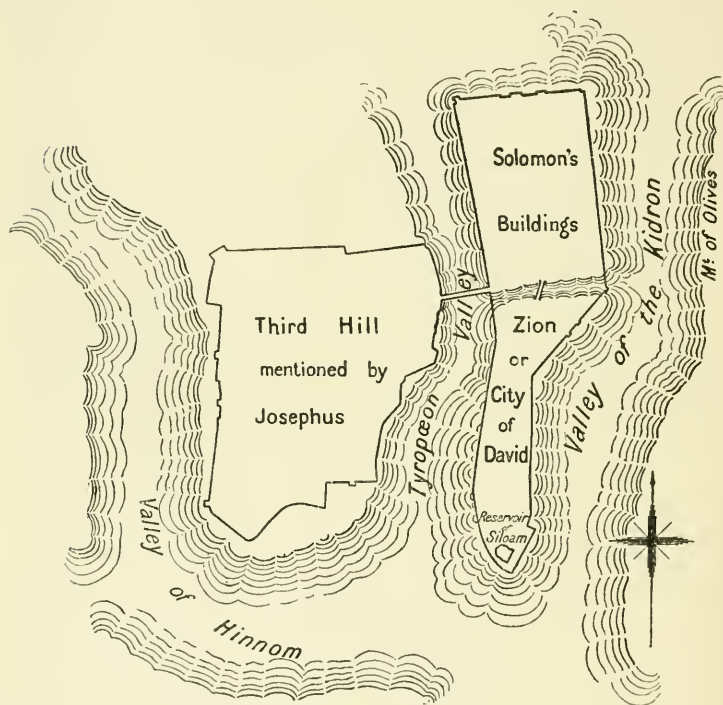 Solomon's
Buildings
Valley of the Kidron
Mt. of Olives
Third Hill
mentioned by
Josephus
Tyropœon Valley
Zion
or
City
of
David
Reservoir
of
Siloam
Valley of Hinnom